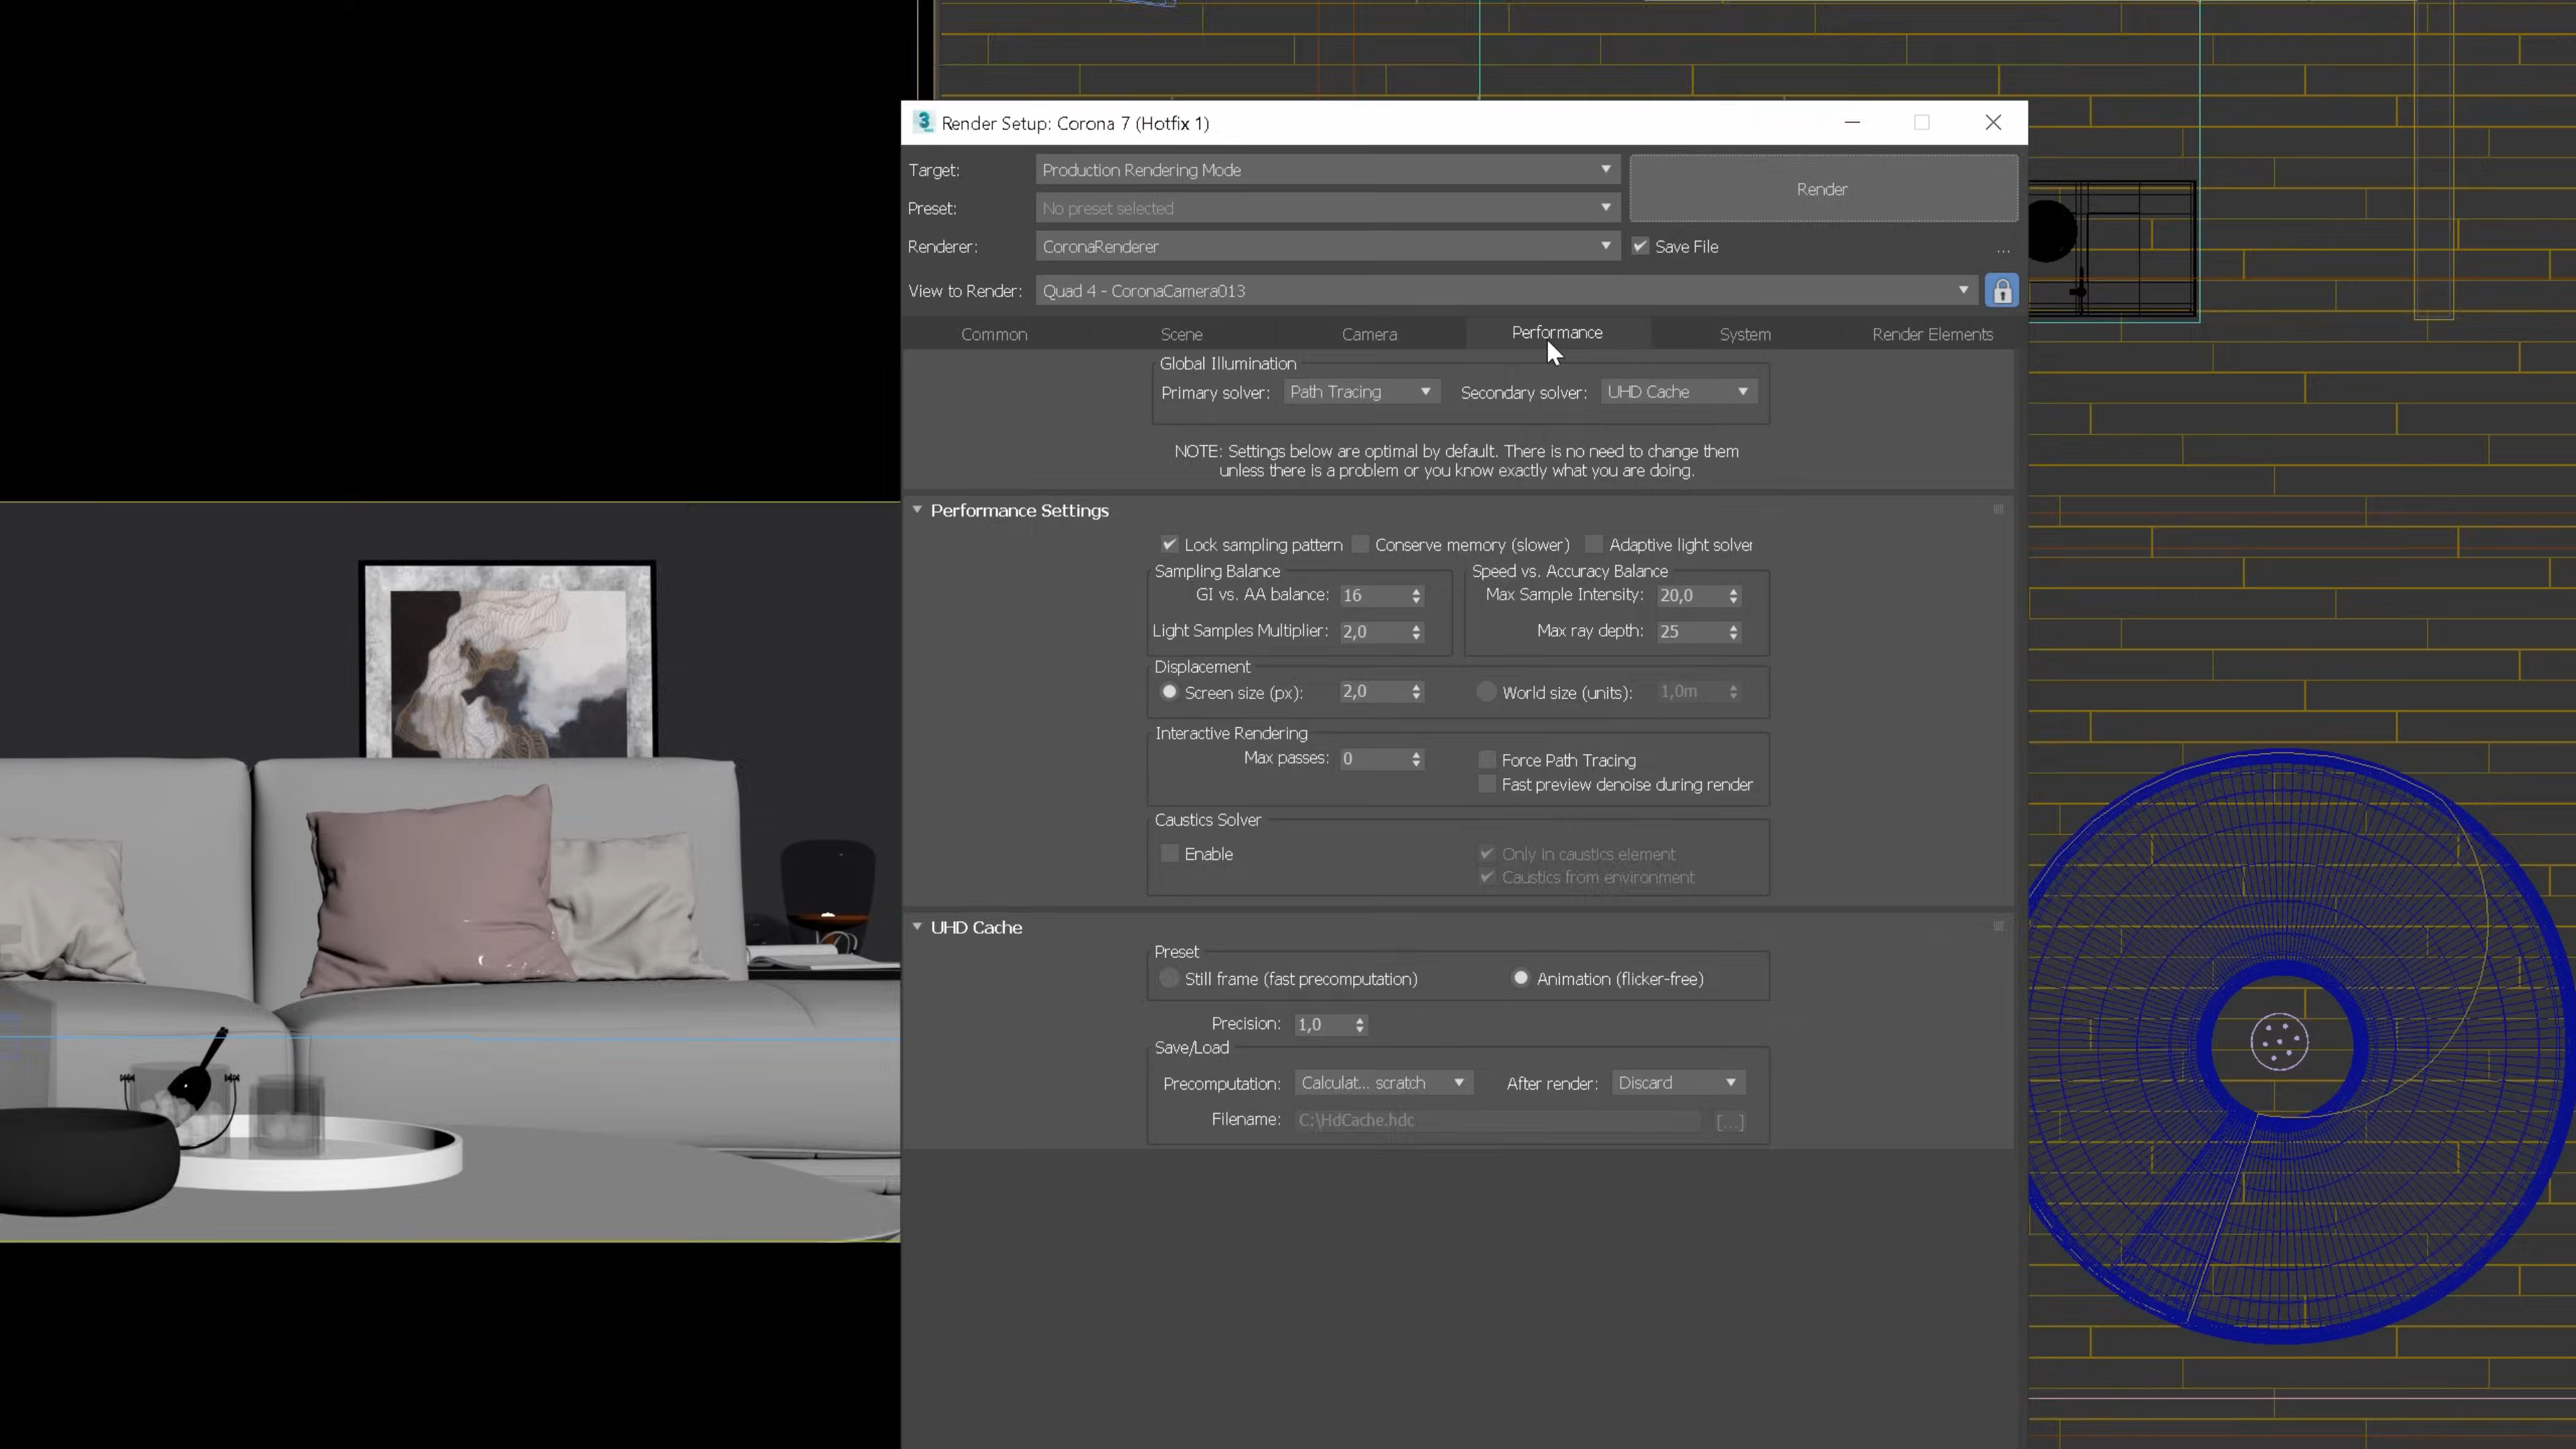 Render Setup: Corona 7 (Hotfix 1)
Target: Production Rendering Mode
Render
Preset: No preset selected
Renderer: CoronaRenderer
Save File ...
View to Render: Quad 4 - CoronaCamera013
Common Scene Camera Performance System Render Elements
Global Illumination
Primary solver: Path Tracing Secondary solver: UHD Cache
NOTE: Settings below are optimal by default. There is no need to change them
unless there is a problem or you know exactly what you are doing.
Performance Settings
Lock sampling pattern Conserve memory (slower) Adaptive light solver
Sampling Balance Speed vs. Accuracy Balance
GI vs. AA balance: 16 Max Sample Intensity: 20,0
Light Samples Multiplier: 2,0 Max ray depth: 25
Displacement
Screen size (px): 2,0 World size (units): 1,0m
Interactive Rendering
Max passes: 0 Force Path Tracing
Fast preview denoise during render
Caustics Solver
Enable Only in caustics element
Caustics from environment
UHD Cache
Preset
Still frame (fast precomputation) Animation (flicker-free)
Precision: 1,0
Save/Load
Precomputation: Calculat... scratch After render: Discard
Filename: C:\HdCache.hdc [...]